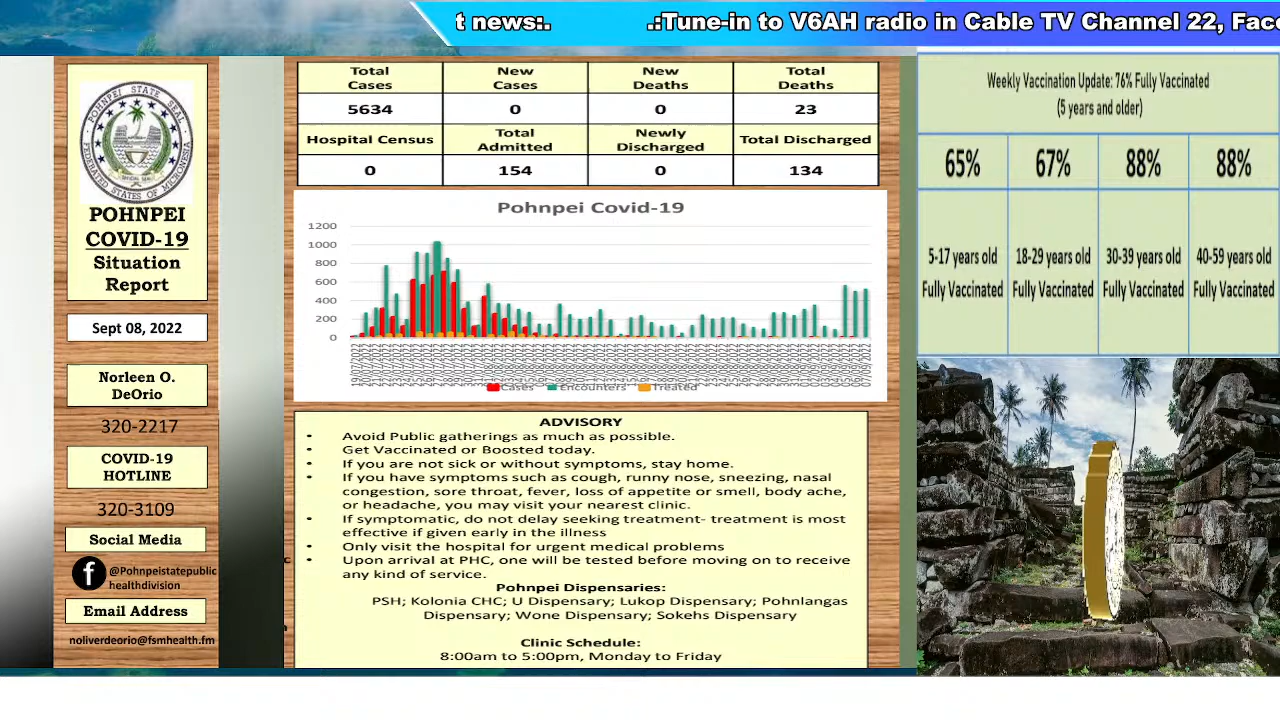 t news:.
.:Tune-in to V6AH radio in Cable TV Channel 22, Face
POHNPEI STATE SEAL
FEDERATED STATES OF MICRONESIA
POHNPEI
COVID-19
Situation
Report
Sept 08, 2022
Norleen O.
DeOrio
320-2217
COVID-19
HOTLINE
320-3109
Social Media
f
@Pohnpeistatepublic
healthdivision
Email Address
noliverdeorio@fsmhealth.fm
Total Cases New Cases New Deaths Total Deaths
5634 0 0 23
Hospital Census Total Admitted Newly Discharged Total Discharged
0 154 0 134
Pohnpei Covid-19
1200
1000
800
600
400
200
0
Cases Encounters Treated
ADVISORY
• Avoid Public gatherings as much as possible.
• Get Vaccinated or Boosted today.
• If you are not sick or without symptoms, stay home.
• If you have symptoms such as cough, runny nose, sneezing, nasal
congestion, sore throat, fever, loss of appetite or smell, body ache,
or headache, you may visit your nearest clinic.
• If symptomatic, do not delay seeking treatment- treatment is most
effective if given early in the illness
• Only visit the hospital for urgent medical problems
• Upon arrival at PHC, one will be tested before moving on to receive
any kind of service.
Pohnpei Dispensaries:
PSH; Kolonia CHC; U Dispensary; Lukop Dispensary; Pohnlangas
Dispensary; Wone Dispensary; Sokehs Dispensary
Clinic Schedule:
8:00am to 5:00pm, Monday to Friday
Weekly Vaccination Update: 76% Fully Vaccinated
(5 years and older)
65% 67% 88% 88%
5-17 years old 18-29 years old 30-39 years old 40-59 years old
Fully Vaccinated Fully Vaccinated Fully Vaccinated Fully Vaccinated